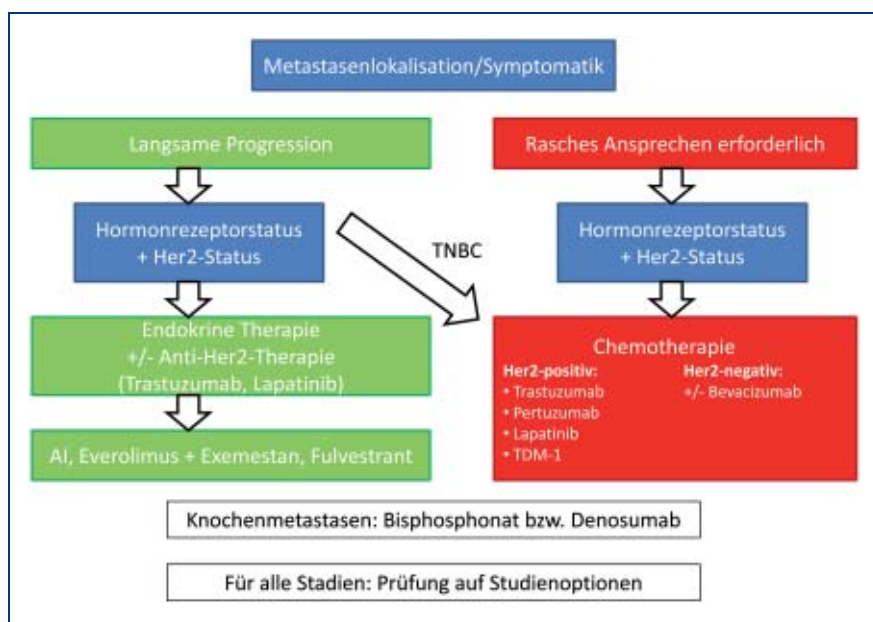 Metastasenlokalisation/Symptomatik
Langsame Progression
Rasches Ansprechen erforderlich
Hormonrezeptorstatus
+ Her2-Status
TNBC
Hormonrezeptorstatus
+ Her2-Status
Endokrine Therapie
+/- Anti-Her2-Therapie
(Trastuzumab, Lapatinib)
AI, Everolimus + Exemestan, Fulvestrant
Chemotherapie
Her2-positiv:
• Trastuzumab
• Pertuzumab
• Lapatinib
• TDM-1
Her2-negativ:
+/- Bevacizumab
Knochenmetastasen: Bisphosphonat bzw. Denosumab
Für alle Stadien: Prüfung auf Studienoptionen